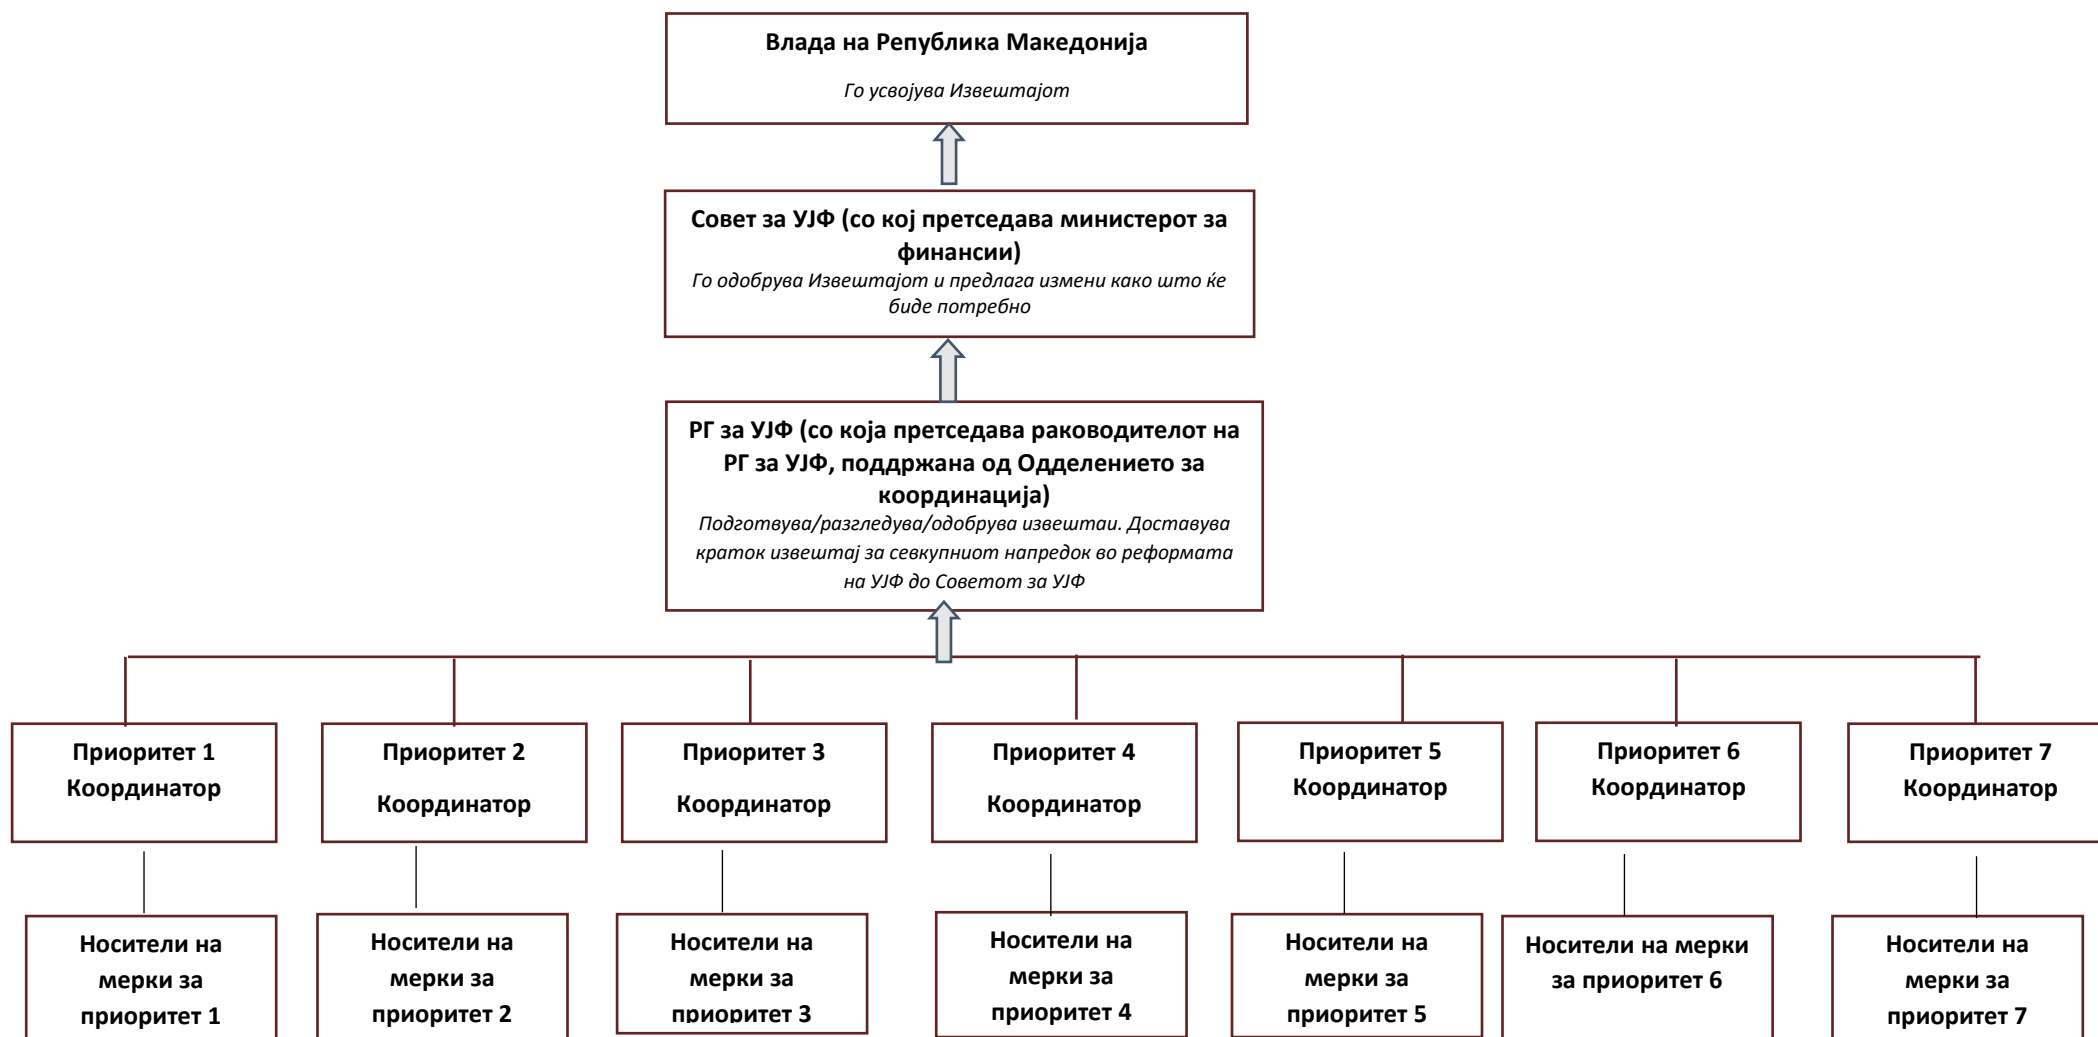 Влада на Република Македонија
Го усвојува Извештајот
Совет за УЈФ (со кој претседава министерот за
финансии)
Го одобрува Извештајот и предлага измени како што ќе
биде потребно
РГ за УЈФ (со која претседава раководителот на
РГ за УЈФ, поддржана од Одделението за
координација)
Подготвува/разгледува/одобрува извештаи. Доставува
краток извештај за севкупниот напредок во реформата
на УЈФ до Советот за УЈФ
Приоритет 1
Координатор
Приоритет 2
Координатор
Приоритет 3
Координатор
Приоритет 4
Координатор
Приоритет 5
Координатор
Приоритет 6
Координатор
Приоритет 7
Координатор
Носители на
мерки за
приоритет 1
Носители на
мерки за
приоритет 2
Носители на
мерки за
приоритет 3
Носители на
мерки за
приоритет 4
Носители на
мерки за
приоритет 5
Носители на мерки
за приоритет 6
Носители на
мерки за
приоритет 7